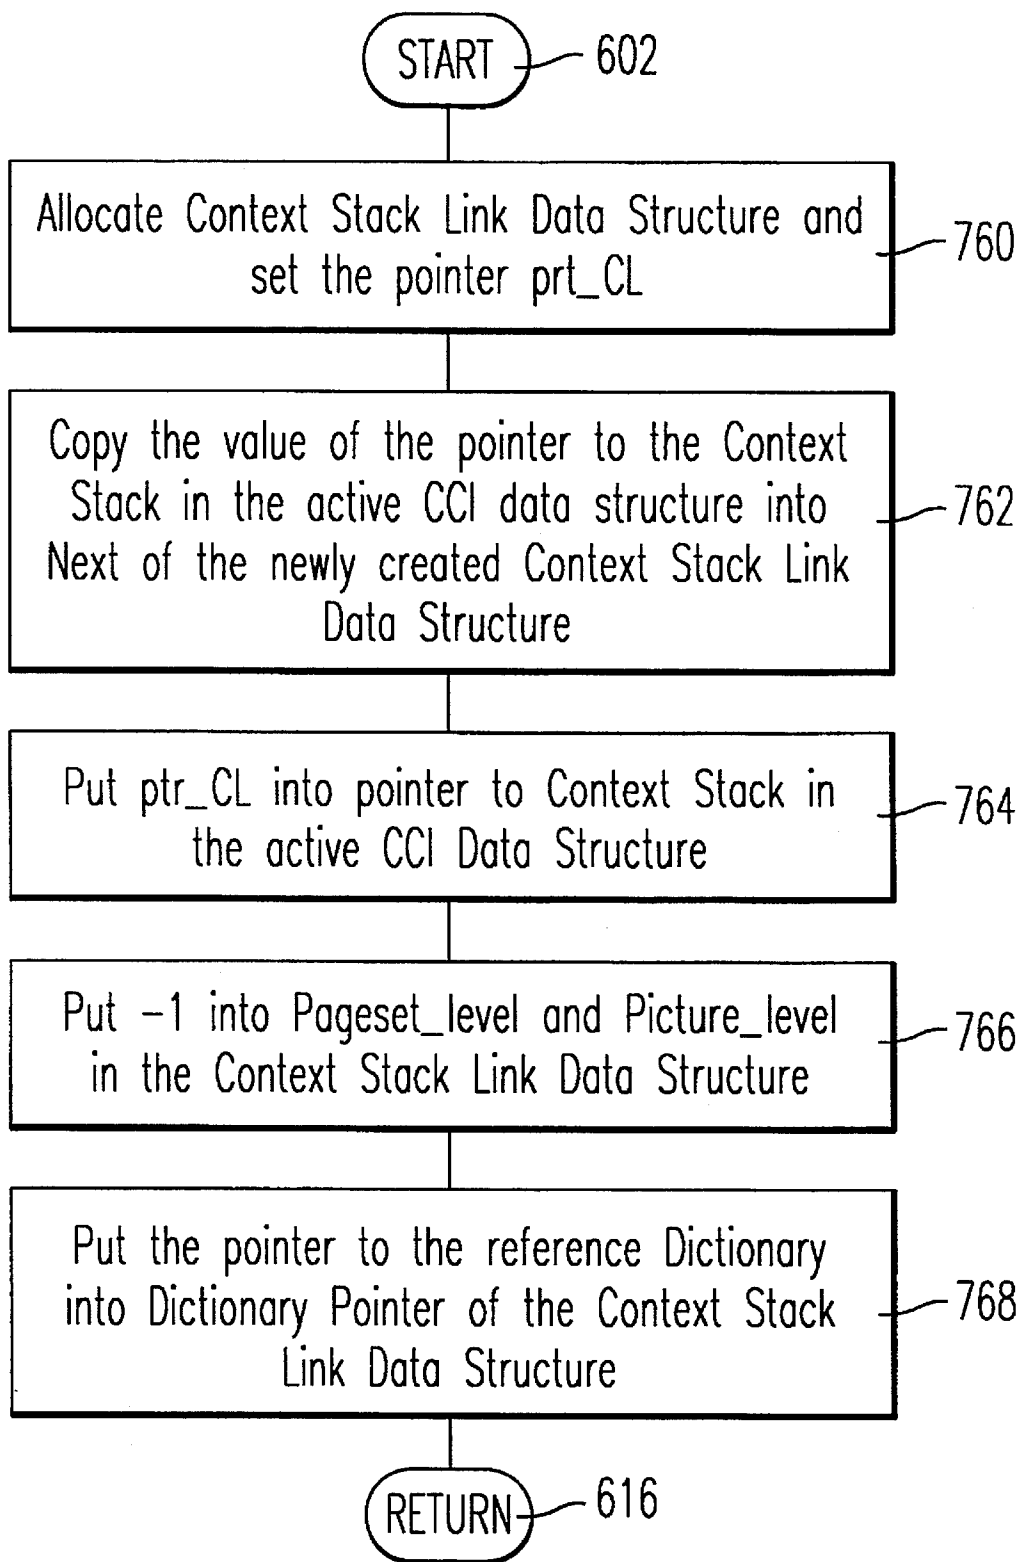 START
602
Allocate Context Stack Link Data Structure and
set the pointer prt_CL
760
Copy the value of the pointer to the Context
Stack in the active CCI data structure into
Next of the newly created Context Stack Link
Data Structure
762
Put ptr_CL into pointer to Context Stack in
the active CCI Data Structure
764
Put -1 into Pageset_level and Picture_level
in the Context Stack Link Data Structure
766
Put the pointer to the reference Dictionary
into Dictionary Pointer of the Context Stack
Link Data Structure
768
RETURN
616